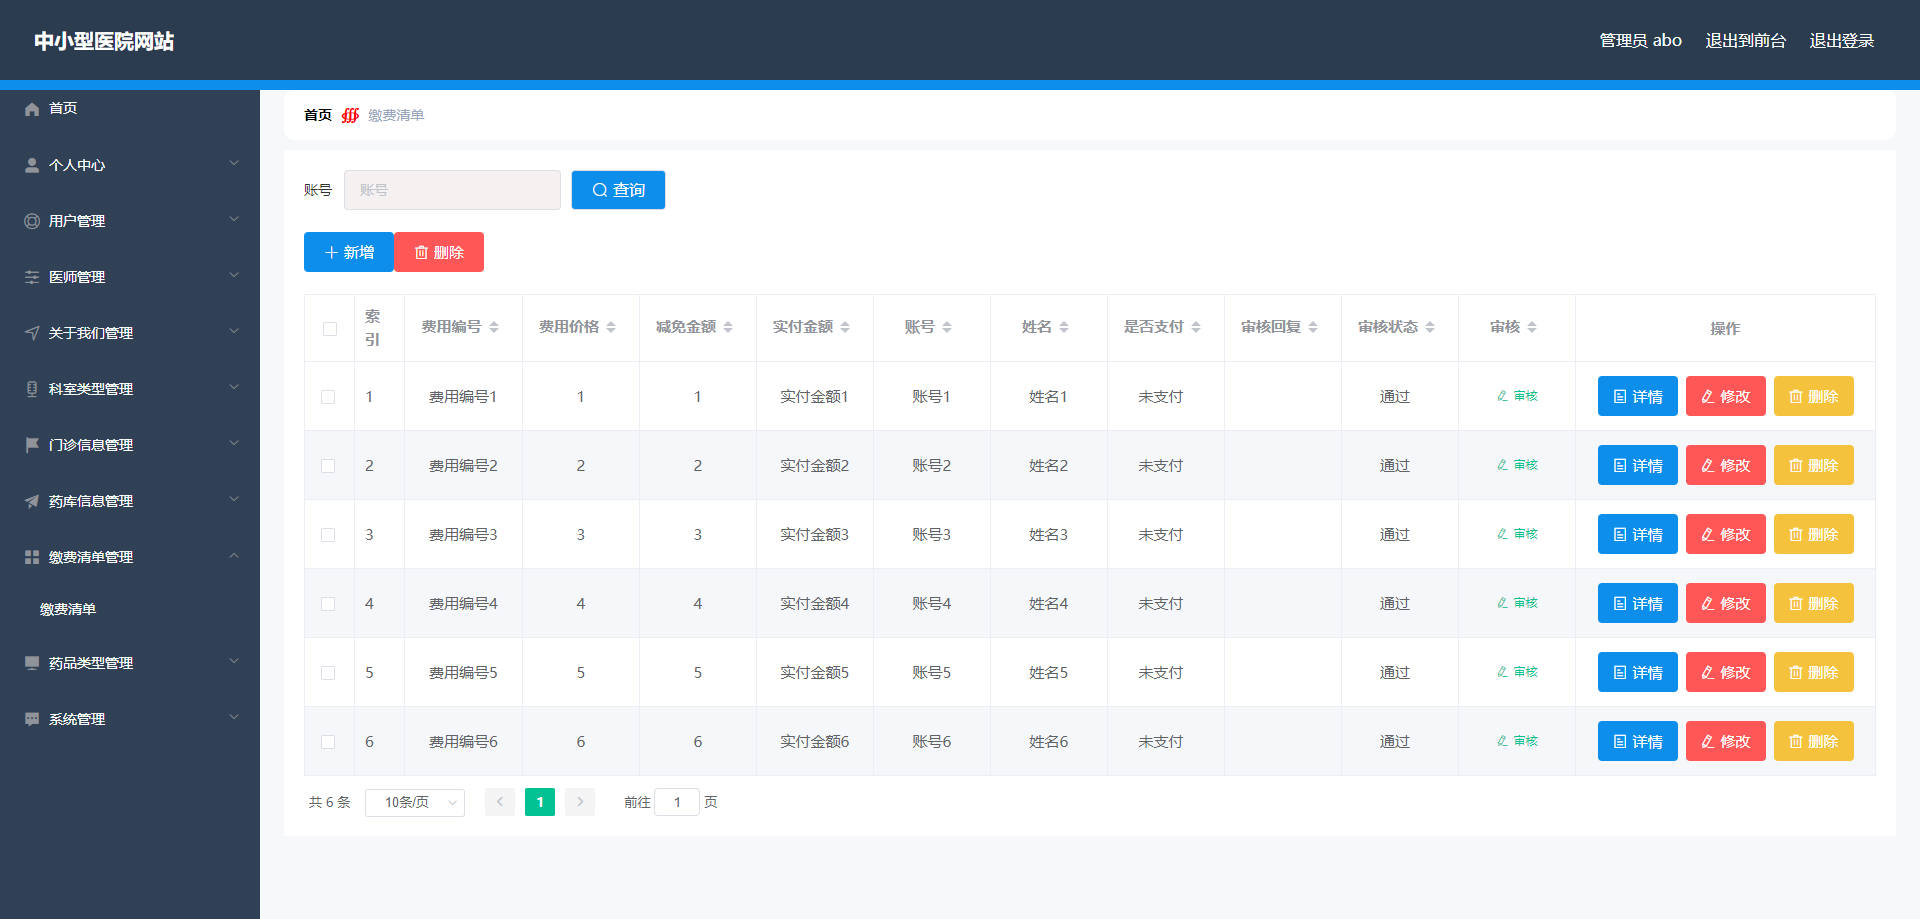 中小型医院网站
管理员 abo 退出到前台 退出登录
首页
个人中心
用户管理
医师管理
关于我们管理
科室类型管理
门诊信息管理
药库信息管理
缴费清单管理
缴费清单
药品类型管理
系统管理
首页 缴费清单
账号 账号 查询
新增 删除
索引 费用编号 费用价格 减免金额 实付金额 账号 姓名 是否支付 审核回复 审核状态 审核 操作
1 费用编号1 1 1 实付金额1 账号1 姓名1 未支付 通过 审核 详情 修改 删除
2 费用编号2 2 2 实付金额2 账号2 姓名2 未支付 通过 审核 详情 修改 删除
3 费用编号3 3 3 实付金额3 账号3 姓名3 未支付 通过 审核 详情 修改 删除
4 费用编号4 4 4 实付金额4 账号4 姓名4 未支付 通过 审核 详情 修改 删除
5 费用编号5 5 5 实付金额5 账号5 姓名5 未支付 通过 审核 详情 修改 删除
6 费用编号6 6 6 实付金额6 账号6 姓名6 未支付 通过 审核 详情 修改 删除
共 6 条 10条/页 1 前往 1 页